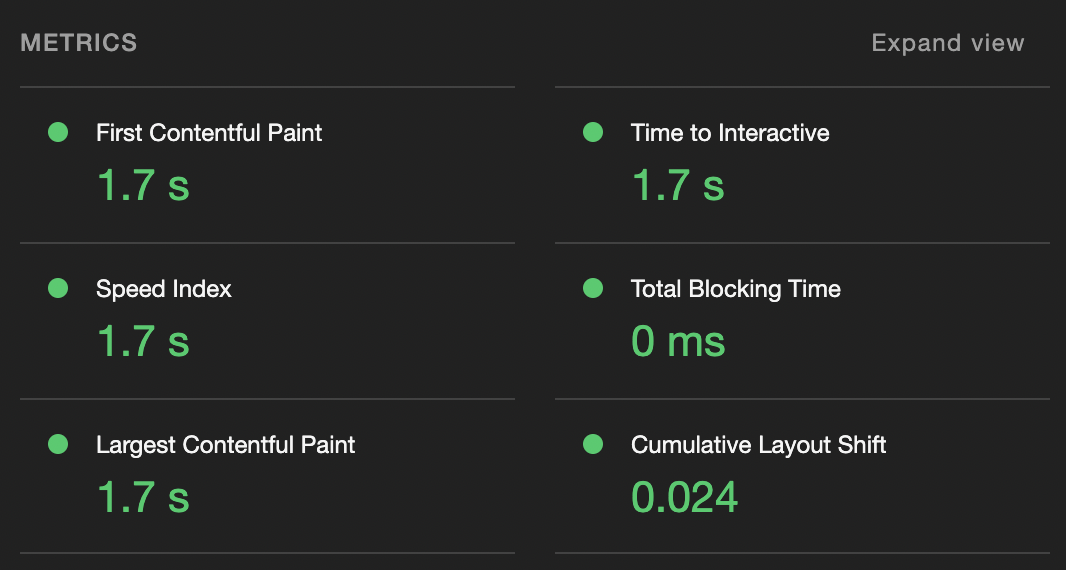 METRICS
Expand view
First Contentful Paint
1.7 s
Time to Interactive
1.7 s
Speed Index
1.7 s
Total Blocking Time
0 ms
Largest Contentful Paint
1.7 s
Cumulative Layout Shift
0.024